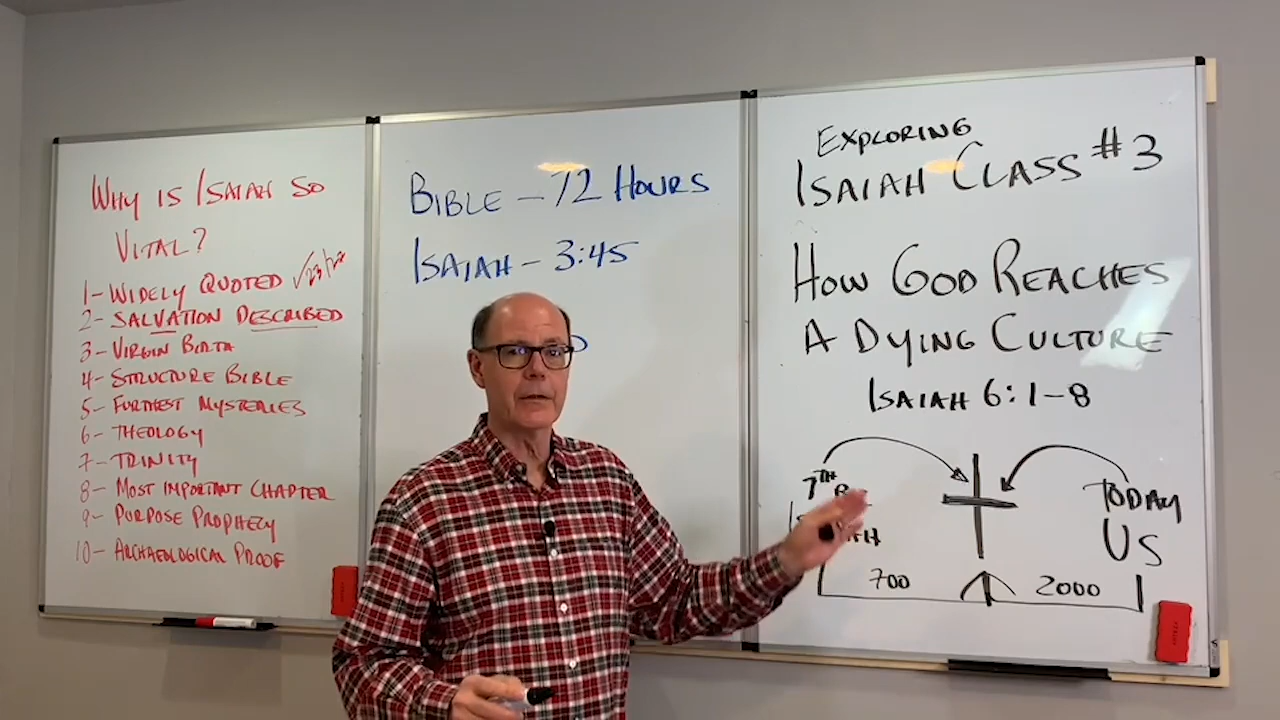 WHY IS ISAIAH SO
VITAL?
1- WIDELY QUOTED
2- SALVATION DESCRIBED
3- VIRGIN BIRTH
4- STRUCTURE BIBLE
5- FURTHEST MYSTERIES
6- THEOLOGY
7- TRINITY
8- MOST IMPORTANT CHAPTER
9- PURPOSE PROPHECY
10- ARCHAEOLOGICAL PROOF
BIBLE - 72 HOURS
ISAIAH - 3:45
EXPLORING
ISAIAH CLASS #3
HOW GOD REACHES
A DYING CULTURE
ISAIAH 6:1-8
7TH
TODAY
US
700
2000